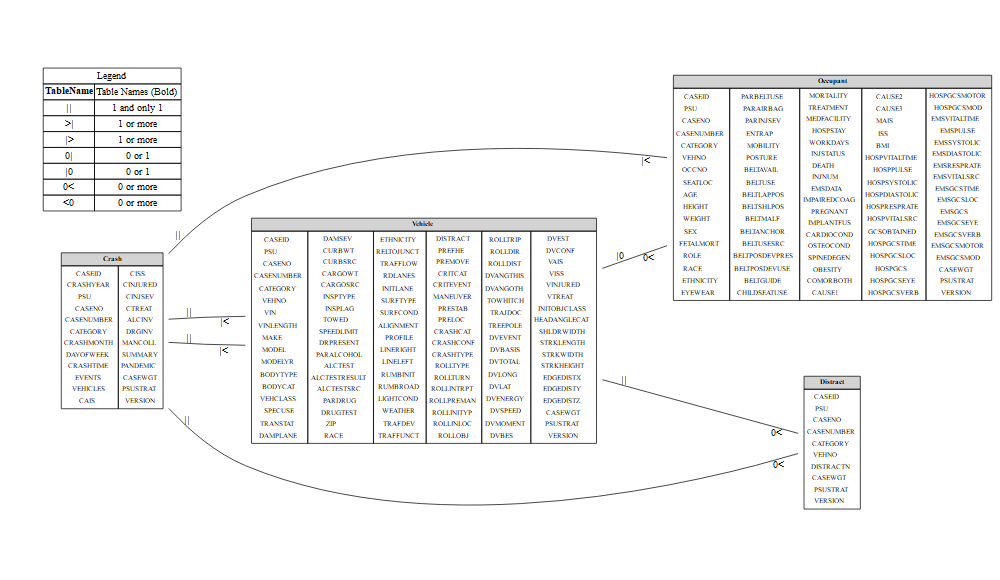 Legend
TableName Table Names (Bold)
|| 1 and only 1
>| 1 or more
|> 1 or more
0| 0 or 1
|0 0 or 1
0< 0 or more
<0 0 or more
Occupant
CASEID
PSU
CASENO
CASENUMBER
CATEGORY
VEHNO
OCCNO
SEATLOC
AGE
HEIGHT
WEIGHT
SEX
FETALMORT
ROLE
RACE
ETHNICITY
EYEWEAR
PARBELTUSE
PARAIRBAG
PARINJSEV
ENTRAP
MOBILITY
POSTURE
BELTAVAIL
BELTUSE
BELTLAPPOS
BELTSHLPOS
BELTMALF
BELTANCHOR
BELTUSESRC
BELTPOSDEVPRES
BELTPOSDEVUSE
BELTGUIDE
CHILDSEATUSE
MORTALITY
TREATMENT
MEDFACILITY
HOSPSTAY
WORKDAYS
INJSTATUS
DEATH
INJNUM
EMSDATA
IMPAIREDCOAG
PREGNANT
IMPLANTFUS
CARDIOCOND
OSTEOCOND
SPINEDEGEN
OBESITY
COMORBOTH
CAUSE1
CAUSE2
CAUSE3
MAIS
ISS
BMI
HOSPVITALTIME
HOSPPULSE
HOSPSYSTOLIC
HOSPDIASTOLIC
HOSPRESPRATE
HOSPVITALSRC
GCSOBTAINED
HOSPGCSTIME
HOSPGCSLOC
HOSPGCS
HOSPGCSEYE
HOSPGCSVERB
HOSPGCSMOTOR
HOSPGCSMOD
EMSVITALTIME
EMSPULSE
EMSSYSTOLIC
EMSDIASTOLIC
EMSRESPRATE
EMSVITALSRC
EMSGCSTIME
EMSGCSLOC
EMSGCS
EMSGCSEYE
EMSGCSVERB
EMSGCSMOTOR
EMSGCSMOD
CASEWGT
PSUSTRAT
VERSION
|<
||
Vehicle
CASEID
PSU
CASENO
CASENUMBER
CATEGORY
VEHNO
VIN
VINLENGTH
MAKE
MODEL
MODELYR
BODYTYPE
BODYCAT
VEHCLASS
SPECUSE
TRANSTAT
DAMPLANE
DAMSEV
CURBWT
CURBSRC
CARGOWT
CARGOSRC
INSPTYPE
INSPLAG
TOWED
SPEEDLIMIT
DRPRESENT
PARALCOHOL
ALCTEST
ALCTESTRESULT
ALCTESTSRC
PARDRUG
DRUGTEST
ZIP
RACE
ETHNICITY
RELTOJUNCT
TRAFFLOW
RDLANES
INITLANE
SURFTYPE
SURFCOND
ALIGNMENT
PROFILE
LINERIGHT
LINELEFT
RUMBINIT
RUMBROAD
LIGHTCOND
WEATHER
TRAFDEV
TRAFFUNCT
DISTRACT
PREFHE
PREMOVE
CRITCAT
CRITEVENT
MANEUVER
PRESTAB
PRELOC
CRASHCAT
CRASHCONF
CRASHTYPE
ROLLTYPE
ROLLTURN
ROLLINTRPT
ROLLPREMAN
ROLLINITYP
ROLLINLOC
ROLLOBJ
ROLLTRIP
ROLLDIR
ROLLDIST
DVANGTHIS
DVANGOTH
TOWHITCH
TRAJDOC
TREEPOLE
DVEVENT
DVBASIS
DVTOTAL
DVLONG
DVLAT
DVENERGY
DVSPEED
DVMOMENT
DVBES
DVEST
DVCONF
VAIS
VISS
VINJURED
VTREAT
INITOBJCLASS
HEADANGLECAT
SHLDRWIDTH
STRKLENGTH
STRKWIDTH
STRKHEIGHT
EDGEDISTX
EDGEDISTY
EDGEDISTZ
CASEWGT
PSUSTRAT
VERSION
|0
0<
Crash
CASEID
CRASHYEAR
PSU
CASENO
CASENUMBER
CATEGORY
CRASHMONTH
DAYOFWEEK
CRASHTIME
EVENTS
VEHICLES
CAIS
CISS
CINJURED
CINJSEV
CTREAT
ALCINV
DRGINV
MANCOLL
SUMMARY
PANDEMIC
CASEWGT
PSUSTRAT
VERSION
||
|<
||
|<
||
||
0<
0<
Distract
CASEID
PSU
CASENO
CASENUMBER
CATEGORY
VEHNO
DISTRACTN
CASEWGT
PSUSTRAT
VERSION